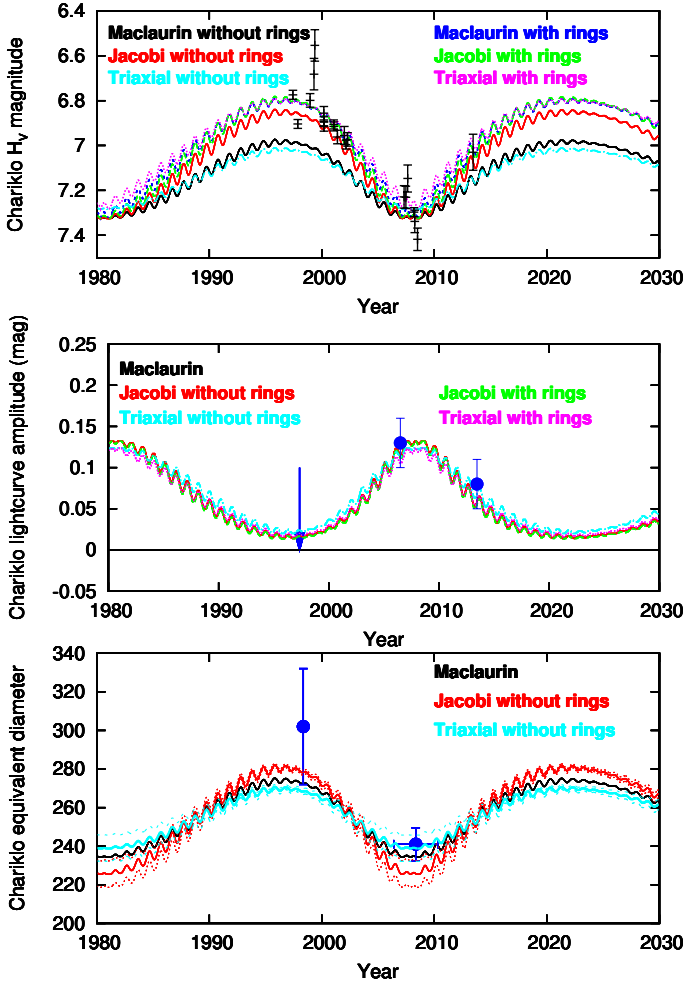 Chariklo HV magnitude
6.4
6.6
6.8
7
7.2
7.4
Maclaurin without rings
Jacobi without rings
Triaxial without rings
Maclaurin with rings
Jacobi with rings
Triaxial with rings
1980 1990 2000 2010 2020 2030
Year
Chariklo lightcurve amplitude (mag)
0.25
0.2
0.15
0.1
0.05
0
-0.05
Maclaurin
Jacobi without rings
Triaxial without rings
Jacobi with rings
Triaxial with rings
1980 1990 2000 2010 2020 2030
Year
Chariklo equivalent diameter
340
320
300
280
260
240
220
200
Maclaurin
Jacobi without rings
Triaxial without rings
1980 1990 2000 2010 2020 2030
Year